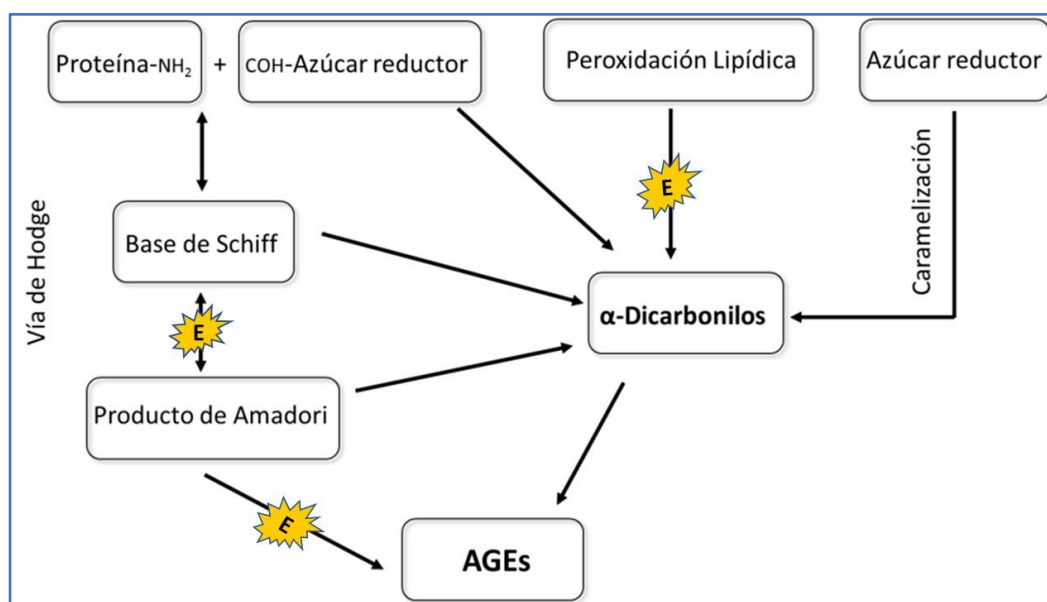 Proteína-NH₂ + COH-Azúcar reductor
Peroxidación Lipídica
Azúcar reductor
E
Caramelización
Vía de Hodge
Base de Schiff
α-Dicarbonilos
E
Producto de Amadori
E
AGEs